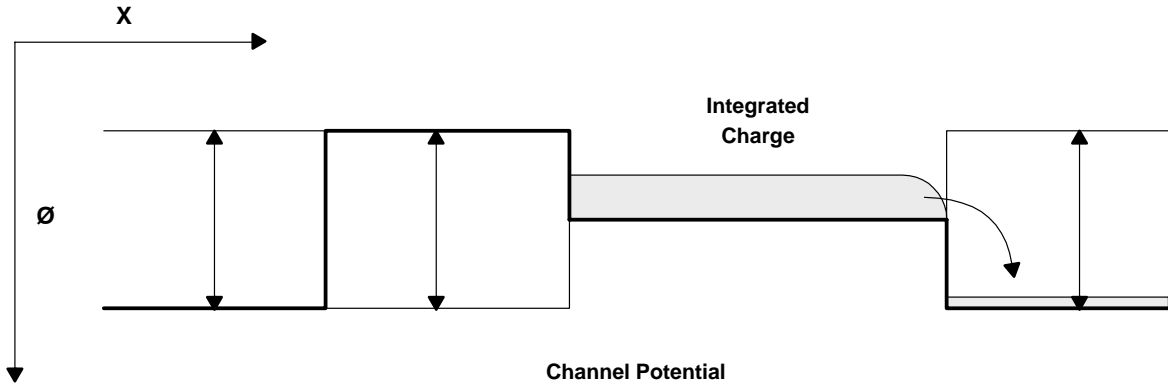 X
Integrated
Charge
Ø
Channel Potential